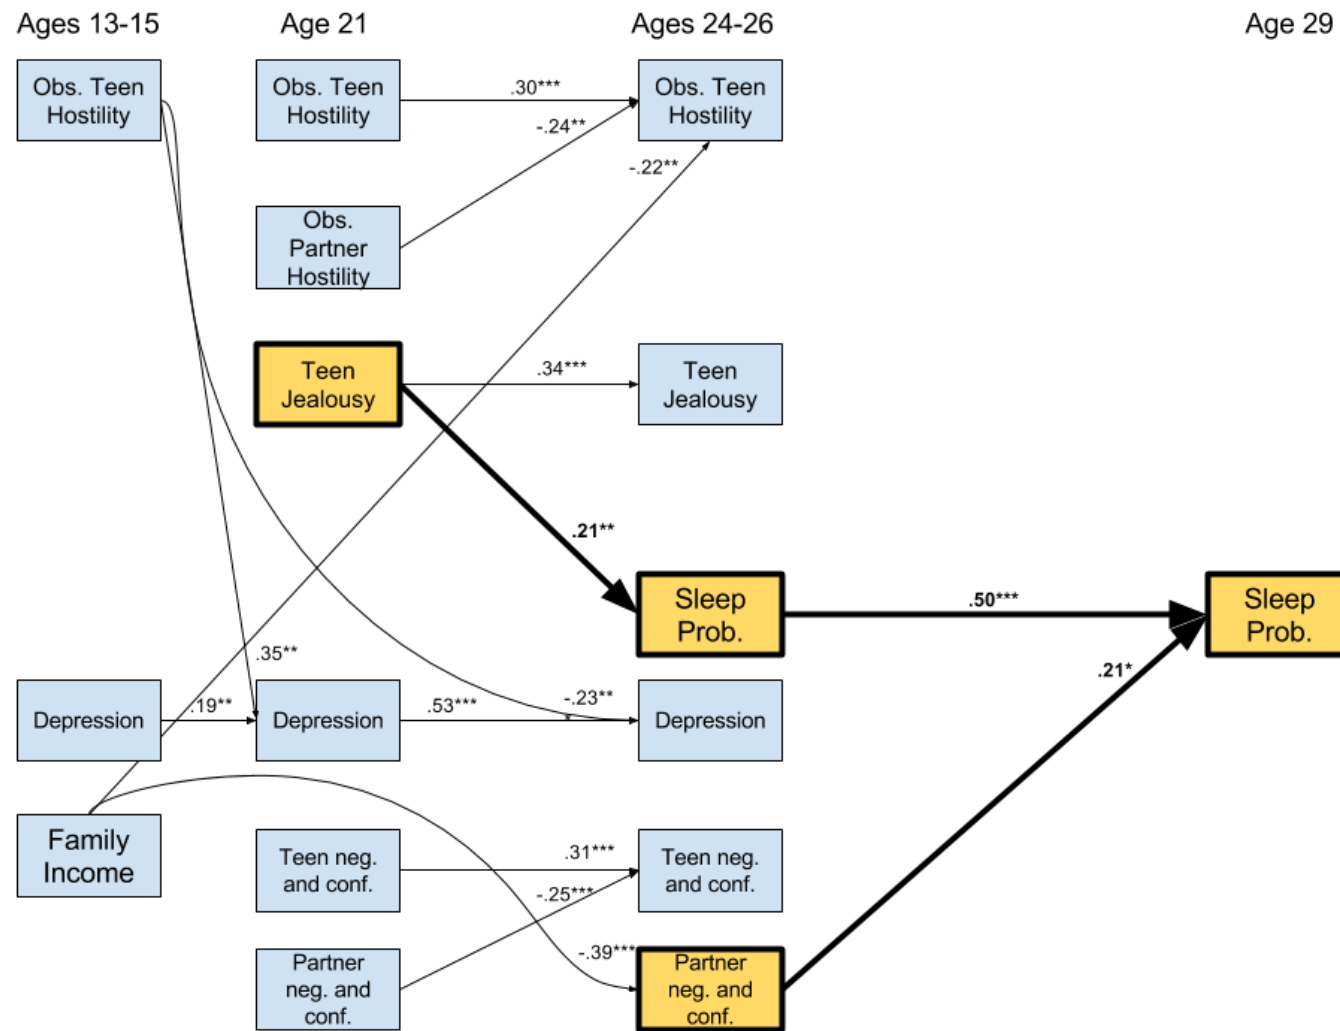 Ages 13-15
Age 21
Ages 24-26
Age 29
Obs. Teen
Hostility
Obs. Teen
Hostility
.30***
Obs. Teen
Hostility
-.24**
-.22**
Obs.
Partner
Hostility
Teen
Jealousy
.34***
Teen
Jealousy
.21**
Sleep
Prob.
.50***
Sleep
Prob.
.21*
.35**
Depression
.19**
Depression
.53***
-.23**
*
Depression
Family
Income
Teen neg.
and conf.
.31***
Teen neg.
and conf.
-.25***
-.39***
Partner
neg. and
conf.
Partner
neg. and
conf.